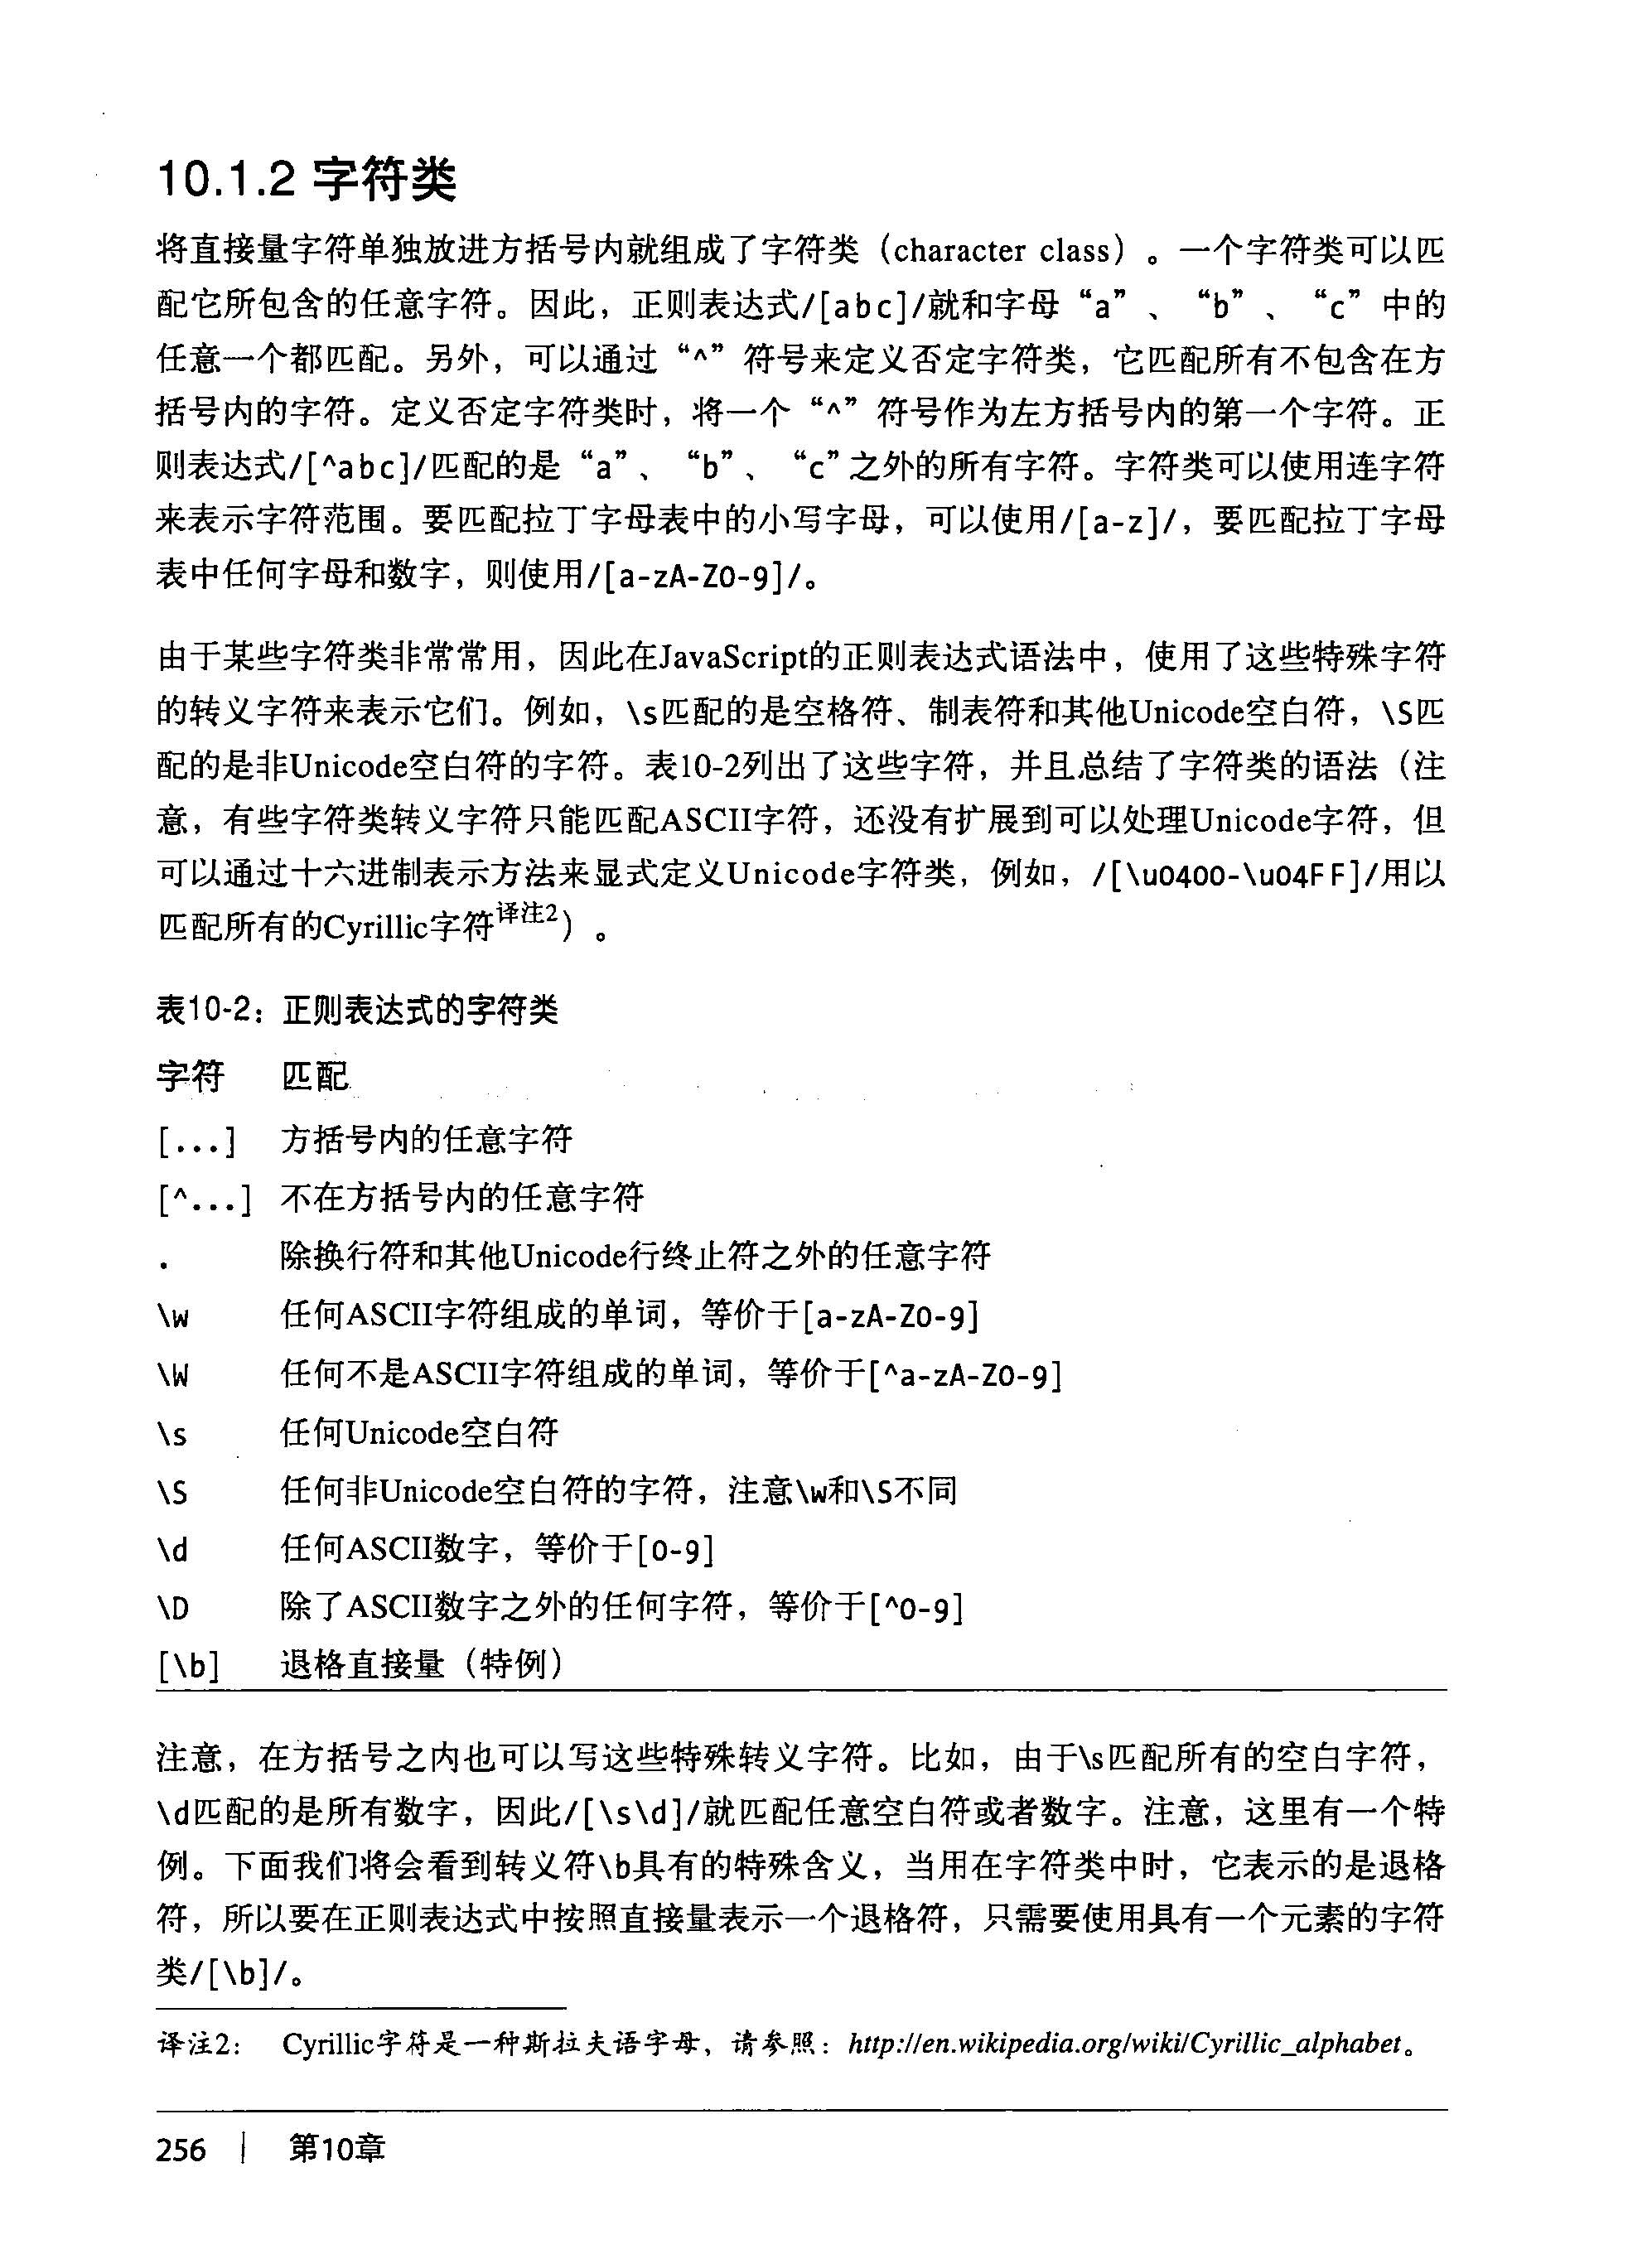 10.1.2 字符类
将直接量字符单独放进方括号内就组成了字符类（character class）。一个字符类可以匹
配它所包含的任意字符。因此，正则表达式/[abc]/就和字母“a”、“b”、“c”中的
任意一个都匹配。另外，可以通过“^”符号来定义否定字符类，它匹配所有不包含在方
括号内的字符。定义否定字符类时，将一个“^”符号作为左方括号内的第一个字符。正
则表达式/[^abc]/匹配的是“a”、“b”、“c”之外的所有字符。字符类可以使用连字符
来表示字符范围。要匹配拉丁字母表中的小写字母，可以使用/[a-z]/，要匹配拉丁字母
表中任何字母和数字，则使用/[a-zA-Z0-9]/。
由于某些字符类非常常用，因此在JavaScript的正则表达式语法中，使用了这些特殊字符
的转义字符来表示它们。例如，\s匹配的是空格符、制表符和其他Unicode空白符，\S匹
配的是非Unicode空白符的字符。表10-2列出了这些字符，并且总结了字符类的语法（注
意，有些字符类转义字符只能匹配ASCII字符，还没有扩展到可以处理Unicode字符，但
可以通过十六进制表示方法来显式定义Unicode字符类，例如，/[\u0400-\u04FF]/用以
匹配所有的Cyrillic字符译注2）。
表10-2：正则表达式的字符类
字符 匹配
[...] 方括号内的任意字符
[^...] 不在方括号内的任意字符
. 除换行符和其他Unicode行终止符之外的任意字符
\w 任何ASCII字符组成的单词，等价于[a-zA-Z0-9]
\W 任何不是ASCII字符组成的单词，等价于[^a-zA-Z0-9]
\s 任何Unicode空白符
\S 任何非Unicode空白符的字符，注意\w和\S不同
\d 任何ASCII数字，等价于[0-9]
\D 除了ASCII数字之外的任何字符，等价于[^0-9]
[\b] 退格直接量（特例）
注意，在方括号之内也可以写这些特殊转义字符。比如，由于\s匹配所有的空白字符，
\d匹配的是所有数字，因此/[\s\d]/就匹配任意空白符或者数字。注意，这里有一个特
例。下面我们将会看到转义符\b具有的特殊含义，当用在字符类中时，它表示的是退格
符，所以要在正则表达式中按照直接量表示一个退格符，只需要使用具有一个元素的字符
类/[\b]/。
译注2： Cyrillic字符是一种斯拉夫语字母，请参照：http://en.wikipedia.org/wiki/Cyrillic_alphabet。
256 | 第10章